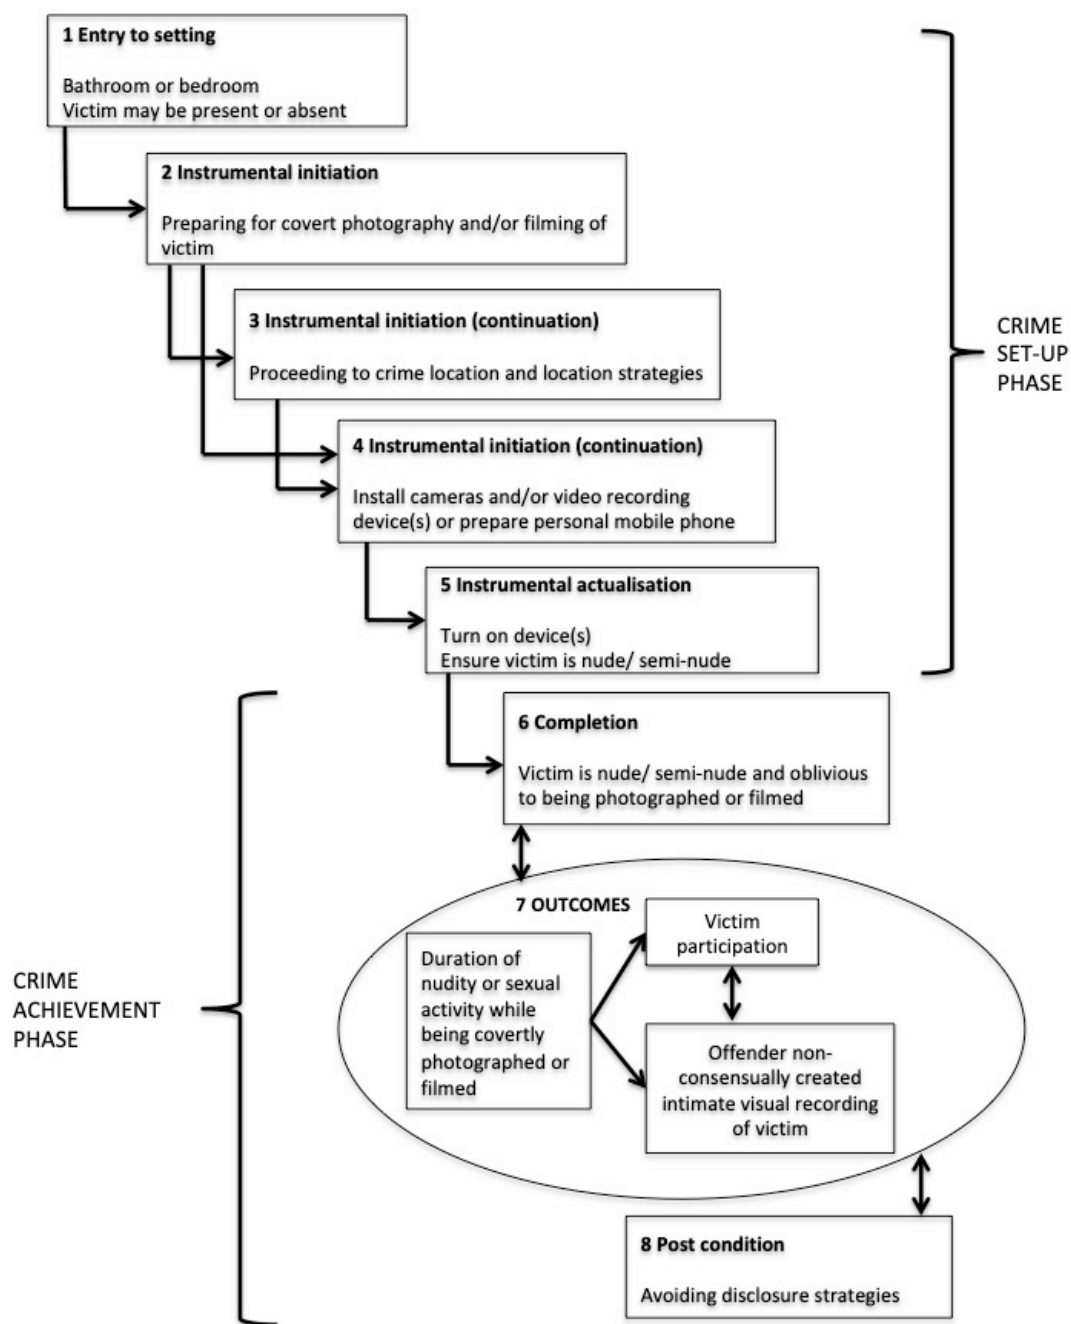 1 Entry to setting
Bathroom or bedroom
Victim may be present or absent
2 Instrumental initiation
Preparing for covert photography and/or filming of
victim
3 Instrumental initiation (continuation)
Proceeding to crime location and location strategies
4 Instrumental initiation (continuation)
Install cameras and/or video recording
device(s) or prepare personal mobile phone
5 Instrumental actualisation
Turn on device(s)
Ensure victim is nude/ semi-nude
CRIME
SET-UP
PHASE
6 Completion
Victim is nude/ semi-nude and oblivious
to being photographed or filmed
7 OUTCOMES
Duration of
nudity or sexual
activity while
being covertly
photographed or
filmed
Victim
participation
Offender non-
consensually created
intimate visual recording
of victim
8 Post condition
Avoiding disclosure strategies
CRIME
ACHIEVEMENT
PHASE